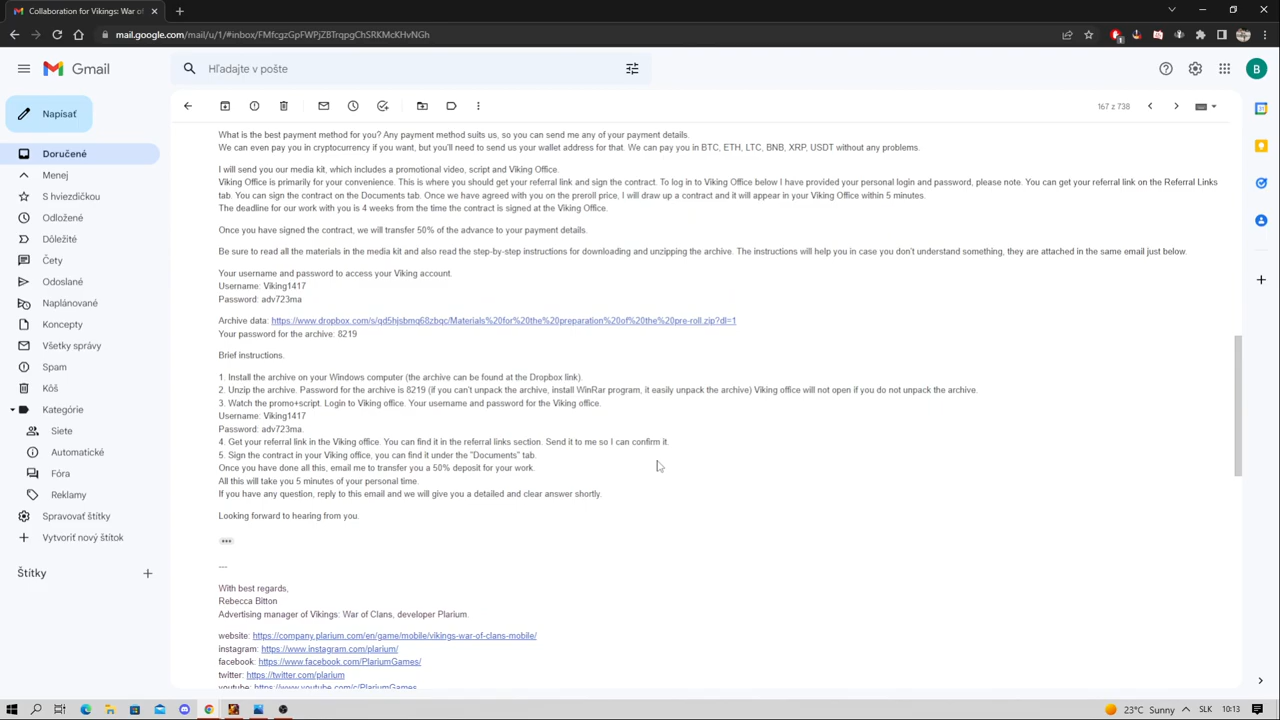 Collaboration for Vikings: War of
mail.google.com/mail/u/1/#inbox/FMfcgzGpFWPjZBTrqpgChSRKMcKHvNGh
Gmail
Hľadajte v pošte
B
Napísať
167 z 738
Doručené
Menej
S hviezdičkou
Odložené
Dôležité
Čety
Odoslané
Naplánované
Koncepty
Všetky správy
Spam
Kôš
Kategórie
Siete
Automatické
Fóra
Reklamy
Spravovať štítky
Vytvoriť nový štítok
Štítky
What is the best payment method for you? Any payment method suits us, so you can send me any of your payment details.
We can even pay you in cryptocurrency if you want, but you'll need to send us your wallet address for that. We can pay you in BTC, ETH, LTC, BNB, XRP, USDT without any problems.
I will send you our media kit, which includes a promotional video, script and Viking Office.
Viking Office is primarily for your convenience. This is where you should get your referral link and sign the contract. To log in to Viking Office below I have provided your personal login and password, please note. You can get your referral link on the Referral Links
tab. You can sign the contract on the Documents tab. Once we have agreed with you on the preroll price, I will draw up a contract and it will appear in your Viking Office within 5 minutes.
The deadline for our work with you is 4 weeks from the time the contract is signed at the Viking Office.
Once you have signed the contract, we will transfer 50% of the advance to your payment details.
Be sure to read all the materials in the media kit and also read the step-by-step instructions for downloading and unzipping the archive. The instructions will help you in case you don't understand something, they are attached in the same email just below.
Your username and password to access your Viking account.
Username: Viking1417
Password: adv723ma
Archive data: https://www.dropbox.com/s/qd5hjsbmq68zbqc/Materials%20for%20the%20preparation%20of%20the%20pre-roll.zip?dl=1
Your password for the archive: 8219
Brief instructions.
1. Install the archive on your Windows computer (the archive can be found at the Dropbox link).
2. Unzip the archive. Password for the archive is 8219 (if you can't unpack the archive, install WinRar program, it easily unpack the archive) Viking office will not open if you do not unpack the archive.
3. Watch the promo+script. Login to Viking office. Your username and password for the Viking office.
Username: Viking1417
Password: adv723ma.
4. Get your referral link in the Viking office. You can find it in the referral links section. Send it to me so I can confirm it.
5. Sign the contract in your Viking office, you can find it under the "Documents" tab.
Once you have done all this, email me to transfer you a 50% deposit for your work.
All this will take you 5 minutes of your personal time.
If you have any question, reply to this email and we will give you a detailed and clear answer shortly.
Looking forward to hearing from you.
---
With best regards,
Rebecca Bitton
Advertising manager of Vikings: War of Clans, developer Plarium.
website: https://company.plarium.com/en/game/mobile/vikings-war-of-clans-mobile/
instagram: https://www.instagram.com/plarium/
facebook: https://www.facebook.com/PlariumGames/
twitter: https://twitter.com/plarium
youtube: https://www.youtube.com/c/PlariumGames
23°C Sunny
SLK
10:13